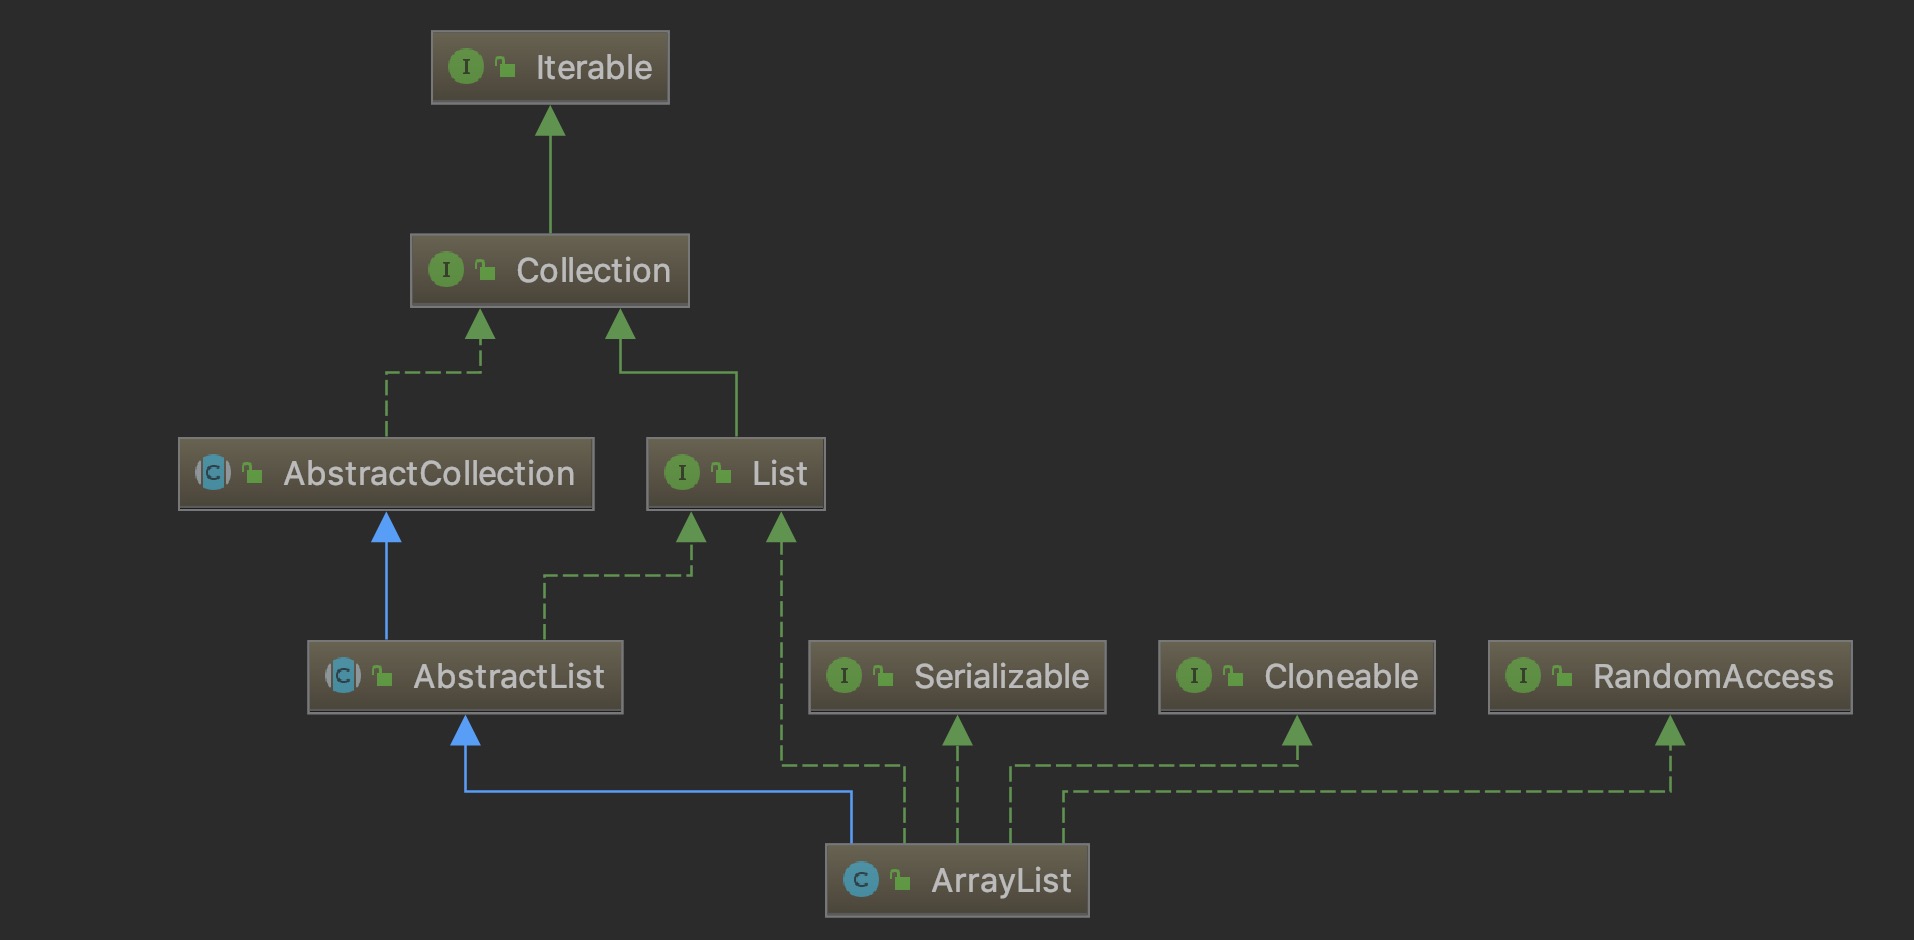 I Iterable
I Collection
C AbstractCollection
I List
C AbstractList
I Serializable
I Cloneable
I RandomAccess
C ArrayList